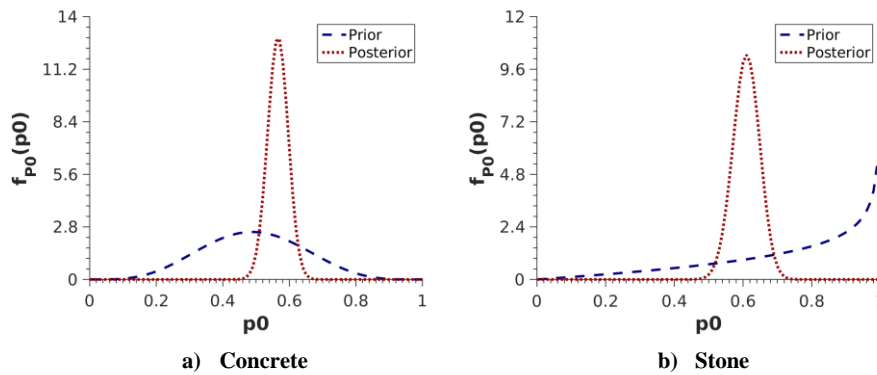 14
11.2
8.4
5.6
2.8
0
f_P0(p0)
Prior
Posterior
0 0.2 0.4 0.6 0.8 1
p0
a) Concrete
12
9.6
7.2
4.8
2.4
0
f_P0(p0)
Prior
Posterior
0 0.2 0.4 0.6 0.8 1
p0
b) Stone